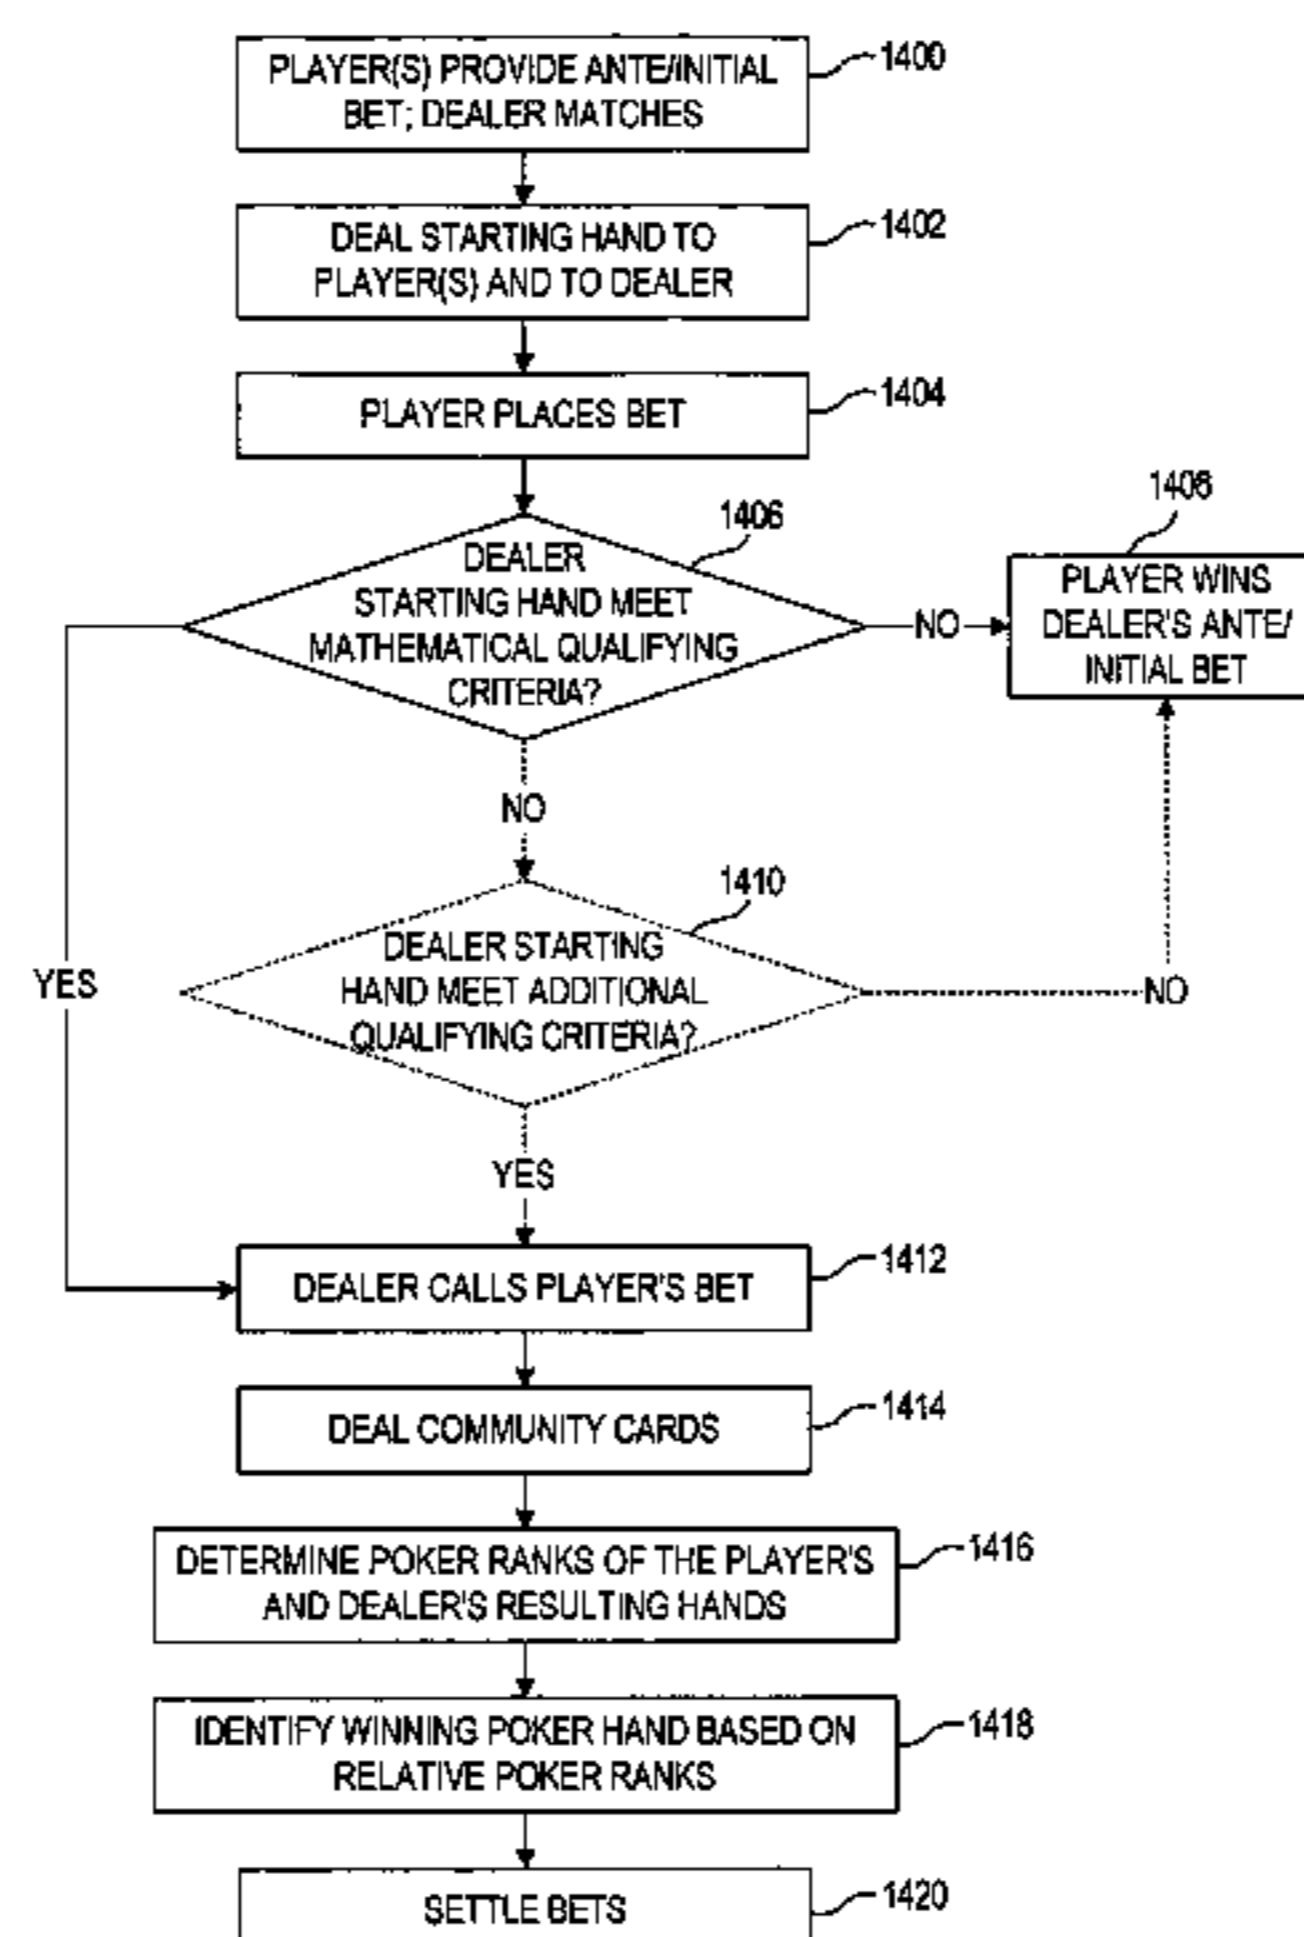 PLAYER(S) PROVIDE ANTE/INITIAL
BET; DEALER MATCHES
1400
DEAL STARTING HAND TO
PLAYER(S) AND TO DEALER
1402
PLAYER PLACES BET
1404
DEALER
STARTING HAND MEET
MATHEMATICAL QUALIFYING
CRITERIA?
1406
NO
1408
PLAYER WINS
DEALER'S ANTE/
INITIAL BET
NO
YES
1410
DEALER STARTING
HAND MEET ADDITIONAL
QUALIFYING CRITERIA?
NO
YES
DEALER CALLS PLAYER'S BET
1412
DEAL COMMUNITY CARDS
1414
DETERMINE POKER RANKS OF THE PLAYER'S
AND DEALER'S RESULTING HANDS
1416
IDENTIFY WINNING POKER HAND BASED ON
RELATIVE POKER RANKS
1418
SETTLE BETS
1420